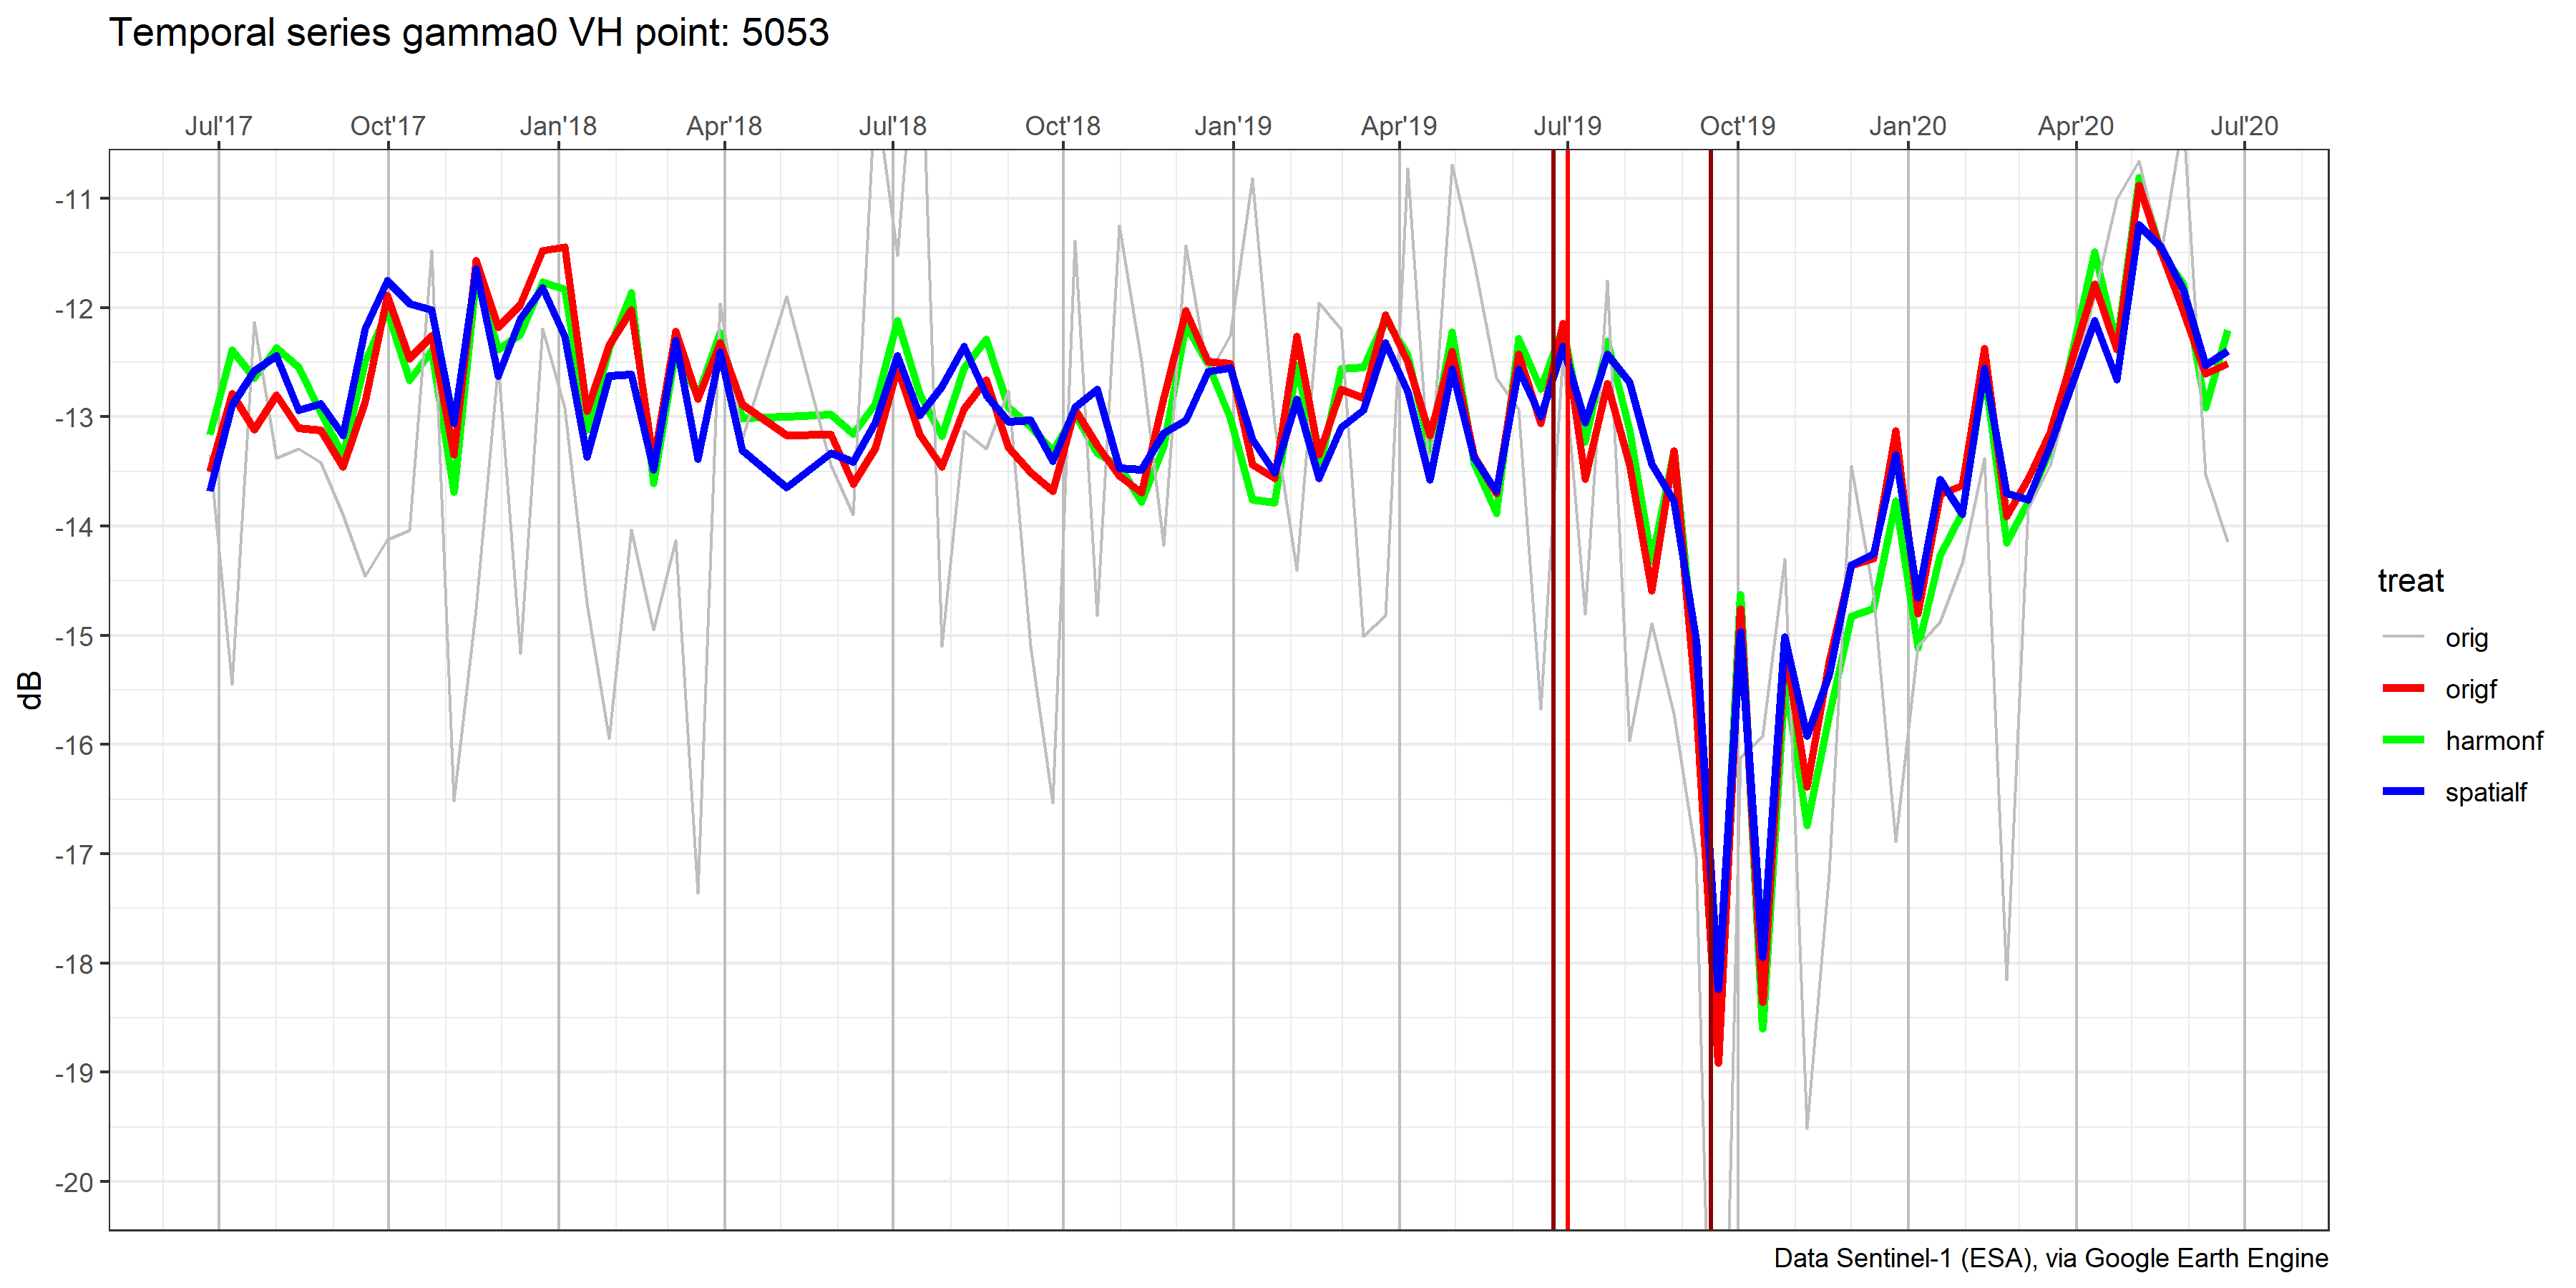 Temporal series gamma0 VH point: 5053
Jul'17 Oct'17 Jan'18 Apr'18 Jul'18 Oct'18 Jan'19 Apr'19 Jul'19 Oct'19 Jan'20 Apr'20 Jul'20
-11
-12
-13
-14
-15
-16
-17
-18
-19
-20
dB
treat
orig
origf
harmonf
spatialf
Data Sentinel-1 (ESA), via Google Earth Engine